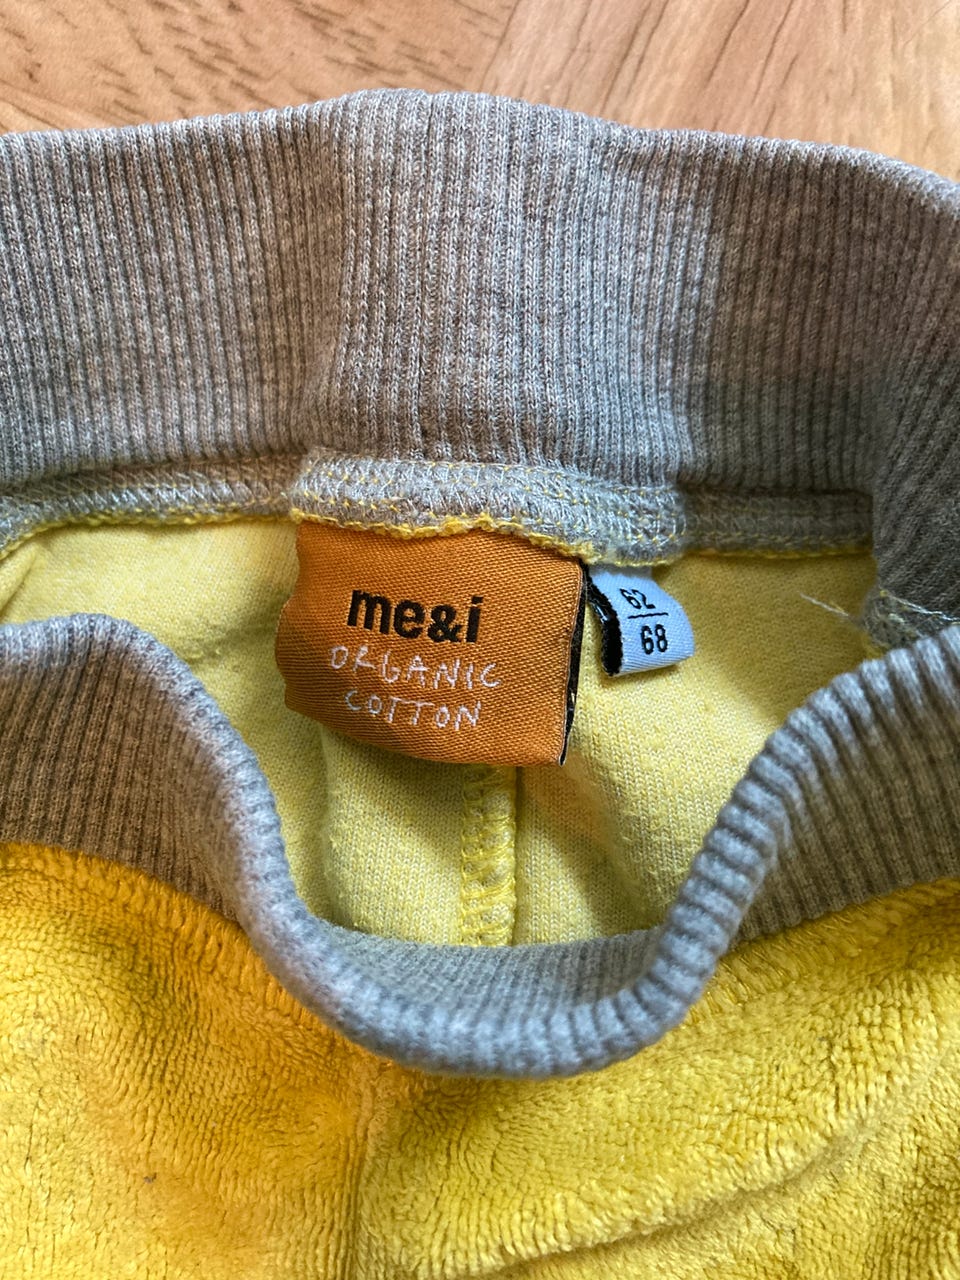 me&i
ORGANIC
COTTON
62
68